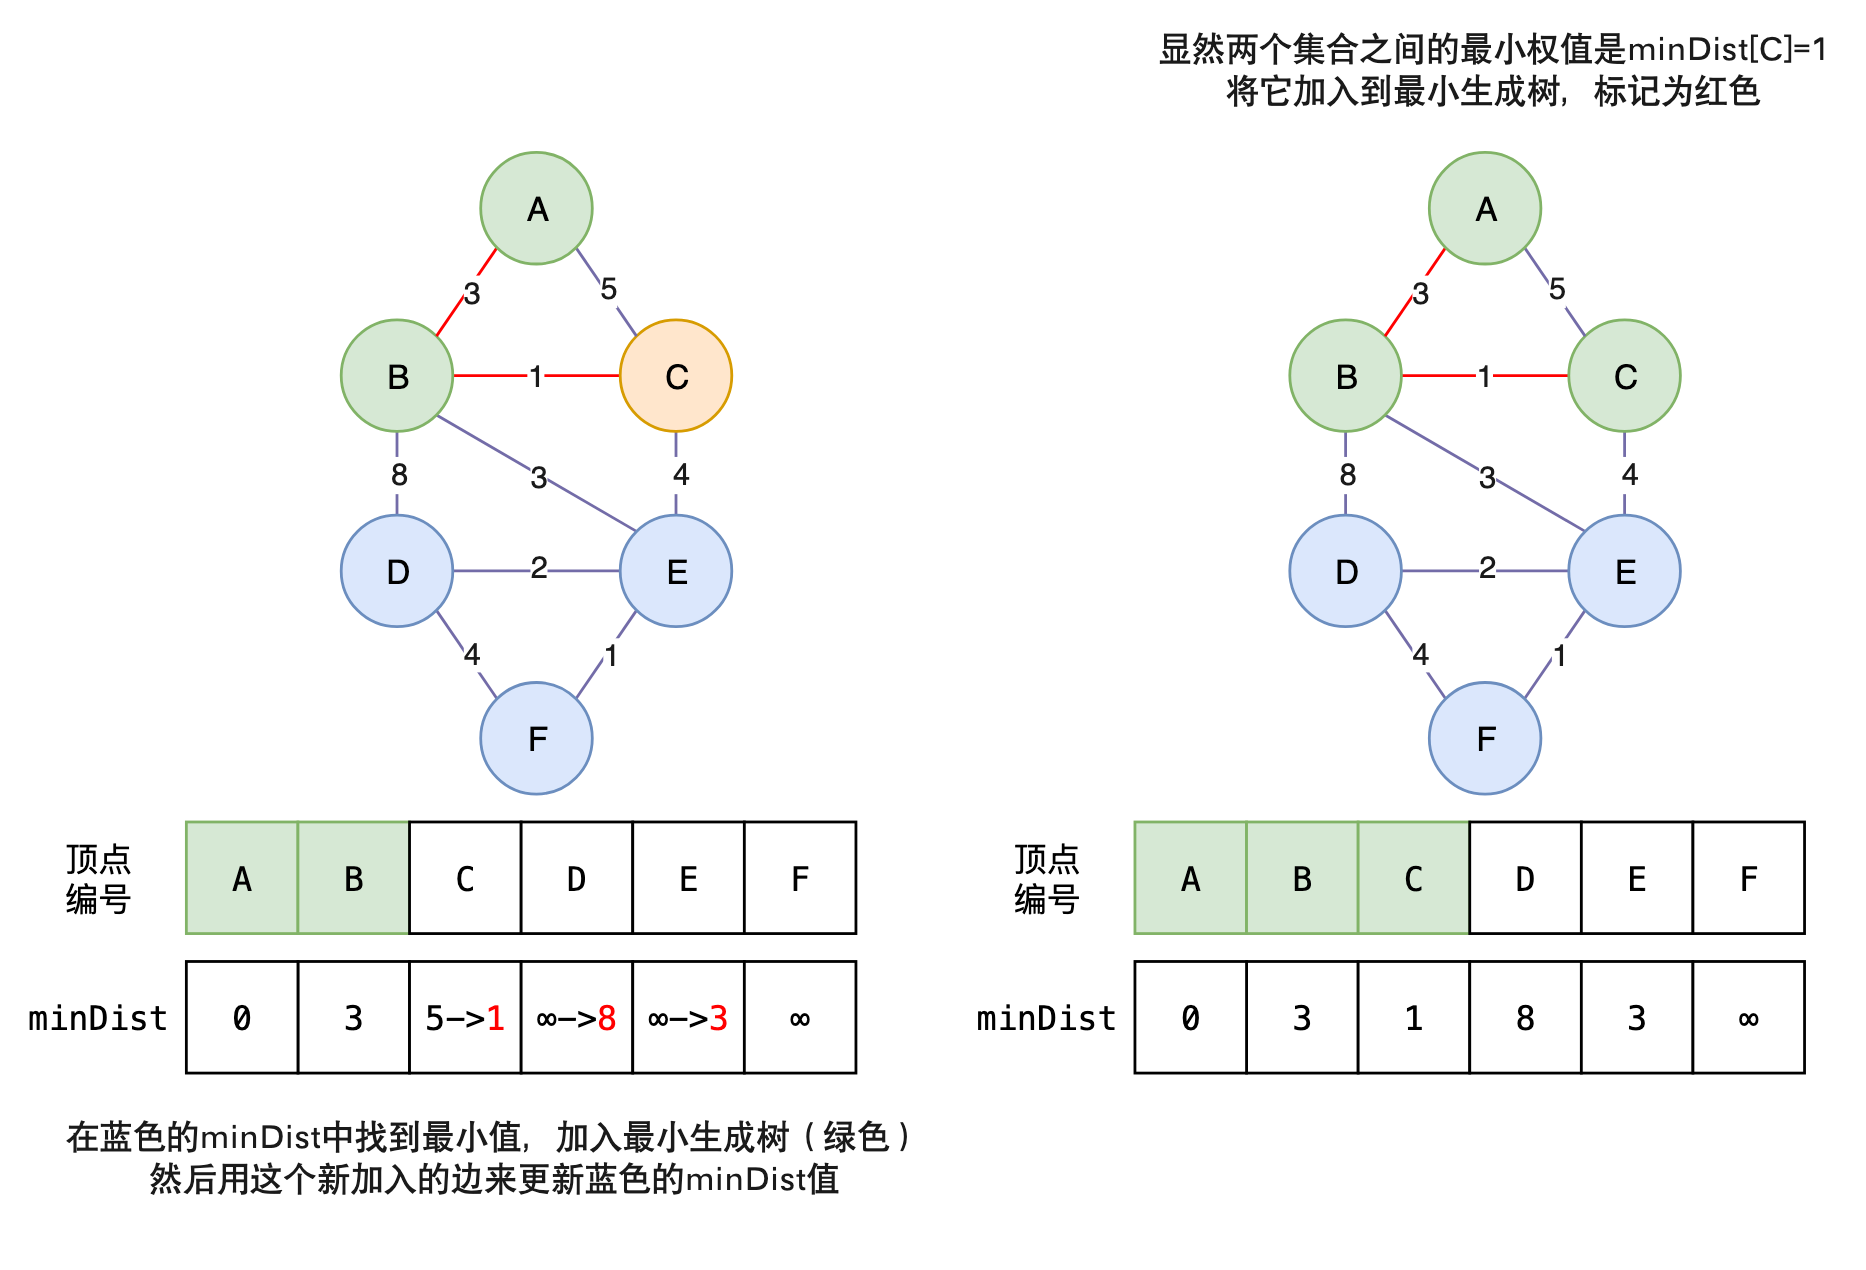 显然两个集合之间的最小权值是minDist[C]=1
将它加入到最小生成树，标记为红色
A
3
5
B
1
C
8
3
4
D
2
E
4
1
F
顶点
编号
A B C D E F
minDist
0 3 5->1 ∞->8 ∞->3 ∞
在蓝色的minDist中找到最小值，加入最小生成树（绿色）
然后用这个新加入的边来更新蓝色的minDist值
A
3
5
B
1
C
8
3
4
D
2
E
4
1
F
顶点
编号
A B C D E F
minDist
0 3 1 8 3 ∞